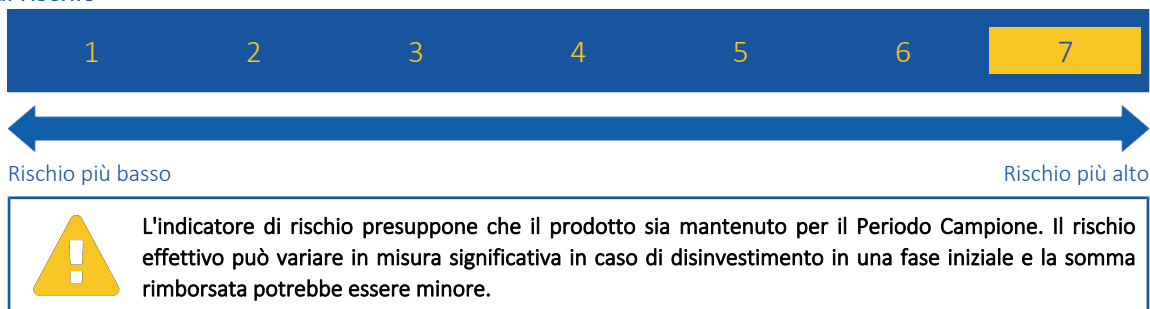 1 2 3 4 5 6 7
Rischio più basso Rischio più alto
L'indicatore di rischio presuppone che il prodotto sia mantenuto per il Periodo Campione. Il rischio
effettivo può variare in misura significativa in caso di disinvestimento in una fase iniziale e la somma
rimborsata potrebbe essere minore.